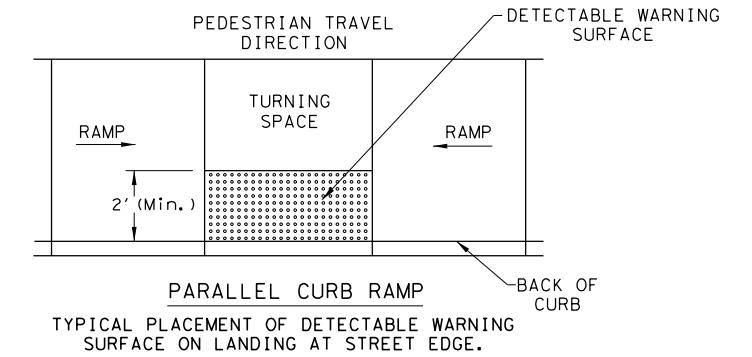 PEDESTRIAN TRAVEL
DIRECTION
DETECTABLE WARNING
SURFACE
TURNING
SPACE
RAMP
RAMP
2' (Min.)
BACK OF
CURB
PARALLEL CURB RAMP
TYPICAL PLACEMENT OF DETECTABLE WARNING
SURFACE ON LANDING AT STREET EDGE.